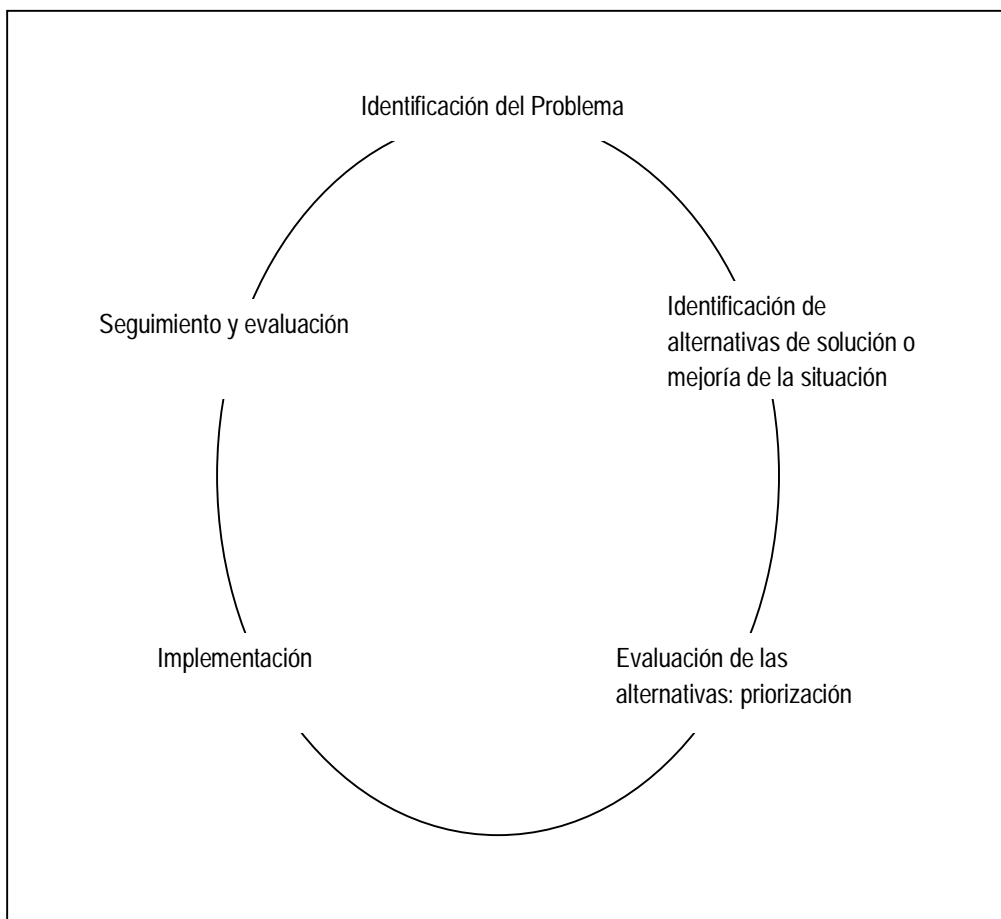 Identificación del Problema
Identificación de
alternativas de solución o
mejoría de la situación
Evaluación de las
alternativas: priorización
Implementación
Seguimiento y evaluación